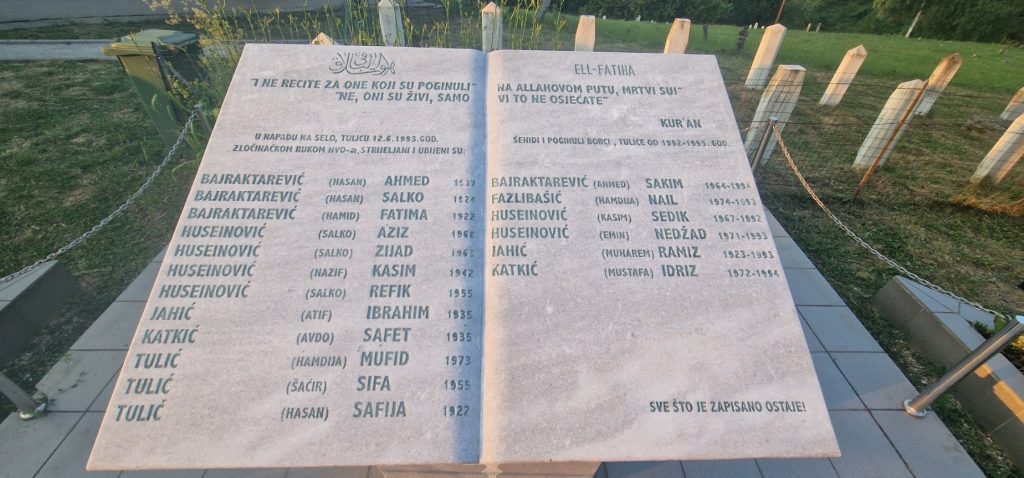 هوالباقي
"I NE RECITE ZA ONE KOJI SU POGINULI"
"NE, ONI SU ŽIVI, SAMO
U NAPADU NA SELO, TULICU 12.6.1993.GOD.
ZLOČINAČKOM RUKOM HVO-a, STRIJELJANI I UBIJENI SU:
BAJRAKTAREVIĆ (HASAN) AHMED 1937
BAJRAKTAREVIĆ (HASAN) SALKO 1924
BAJRAKTAREVIĆ (HAMID) FATIMA 1922
HUSEINOVIĆ (SALKO) AZIZ 1968
HUSEINOVIĆ (SALKO) ZIJAD 1963
HUSEINOVIĆ (NAZIF) KASIM 1942
HUSEINOVIĆ (SALKO) REFIK 1955
JAHIĆ (ATIF) IBRAHIM 1935
KATKIĆ (AVDO) SAFET 1935
TULIĆ (HAMDIJA) MUFID 1973
TULIĆ (ŠAĆIR) SIFA 1955
TULIĆ (HASAN) SAFIJA 1927
ELL-FATIHA
"NA ALLAHOVOM PUTU, MRTVI SU!"
VI TO NE OSJEĆATE"
KUR'AN
ŠEHIDI I POGINULI BORCI, TULICE OD 1992-1995.GOD
BAJRAKTAREVIĆ (AHMED) SAKIM 1964-1994
FAZLIBAŠIĆ (HAMDIJA) NAIL 1974-1993
HUSEINOVIĆ (KASIM) SEDIK 1967-1992
HUSEINOVIĆ (EMIN) NEDŽAD 1971-1993
JAHIĆ (MUHAREM) RAMIZ 1923-1993
KATKIĆ (MUSTAFA) IDRIZ 1972-1994
SVE ŠTO JE ZAPISANO OSTAJE!